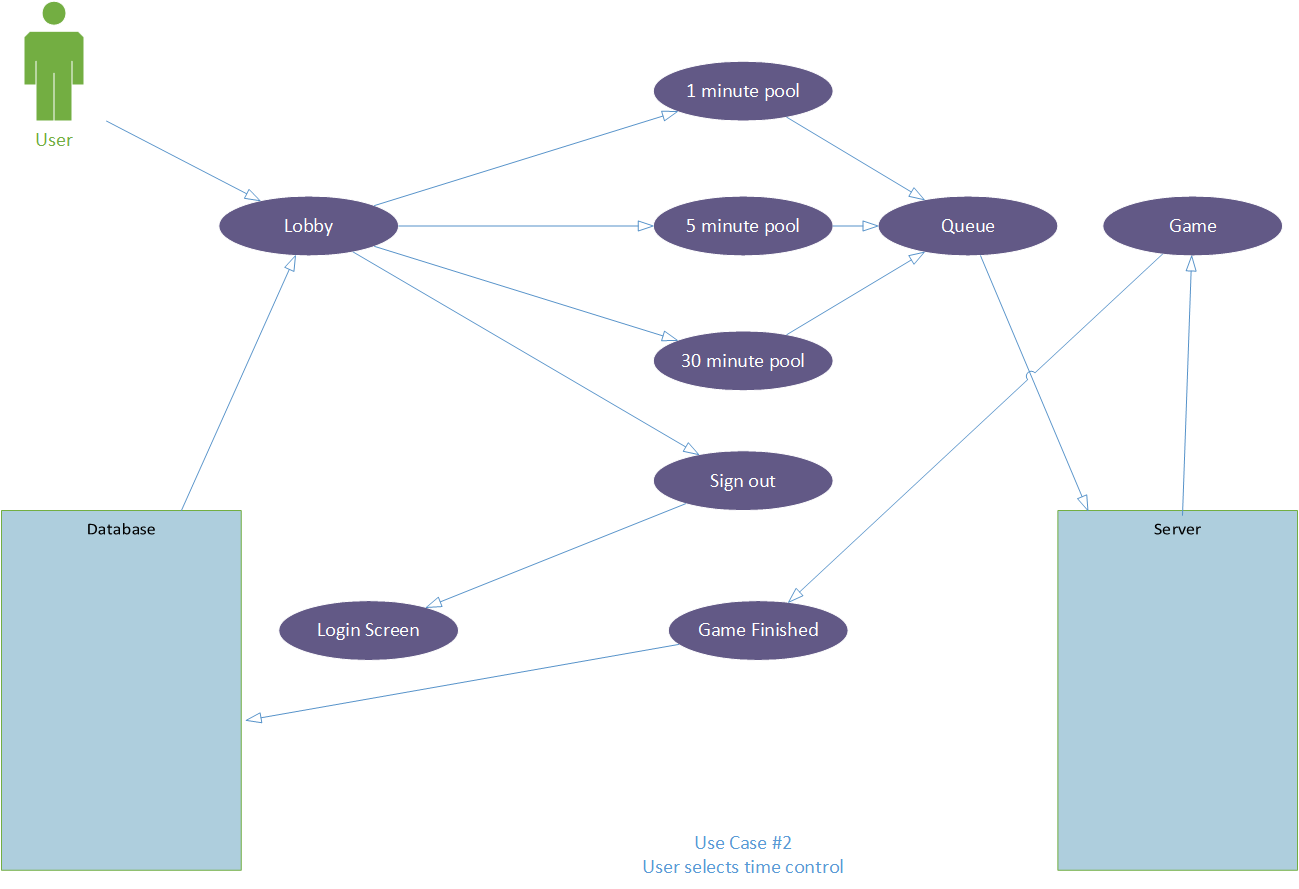 User
1 minute pool
Lobby
5 minute pool
Queue
Game
30 minute pool
Sign out
Database
Server
Login Screen
Game Finished
Use Case #2
User selects time control